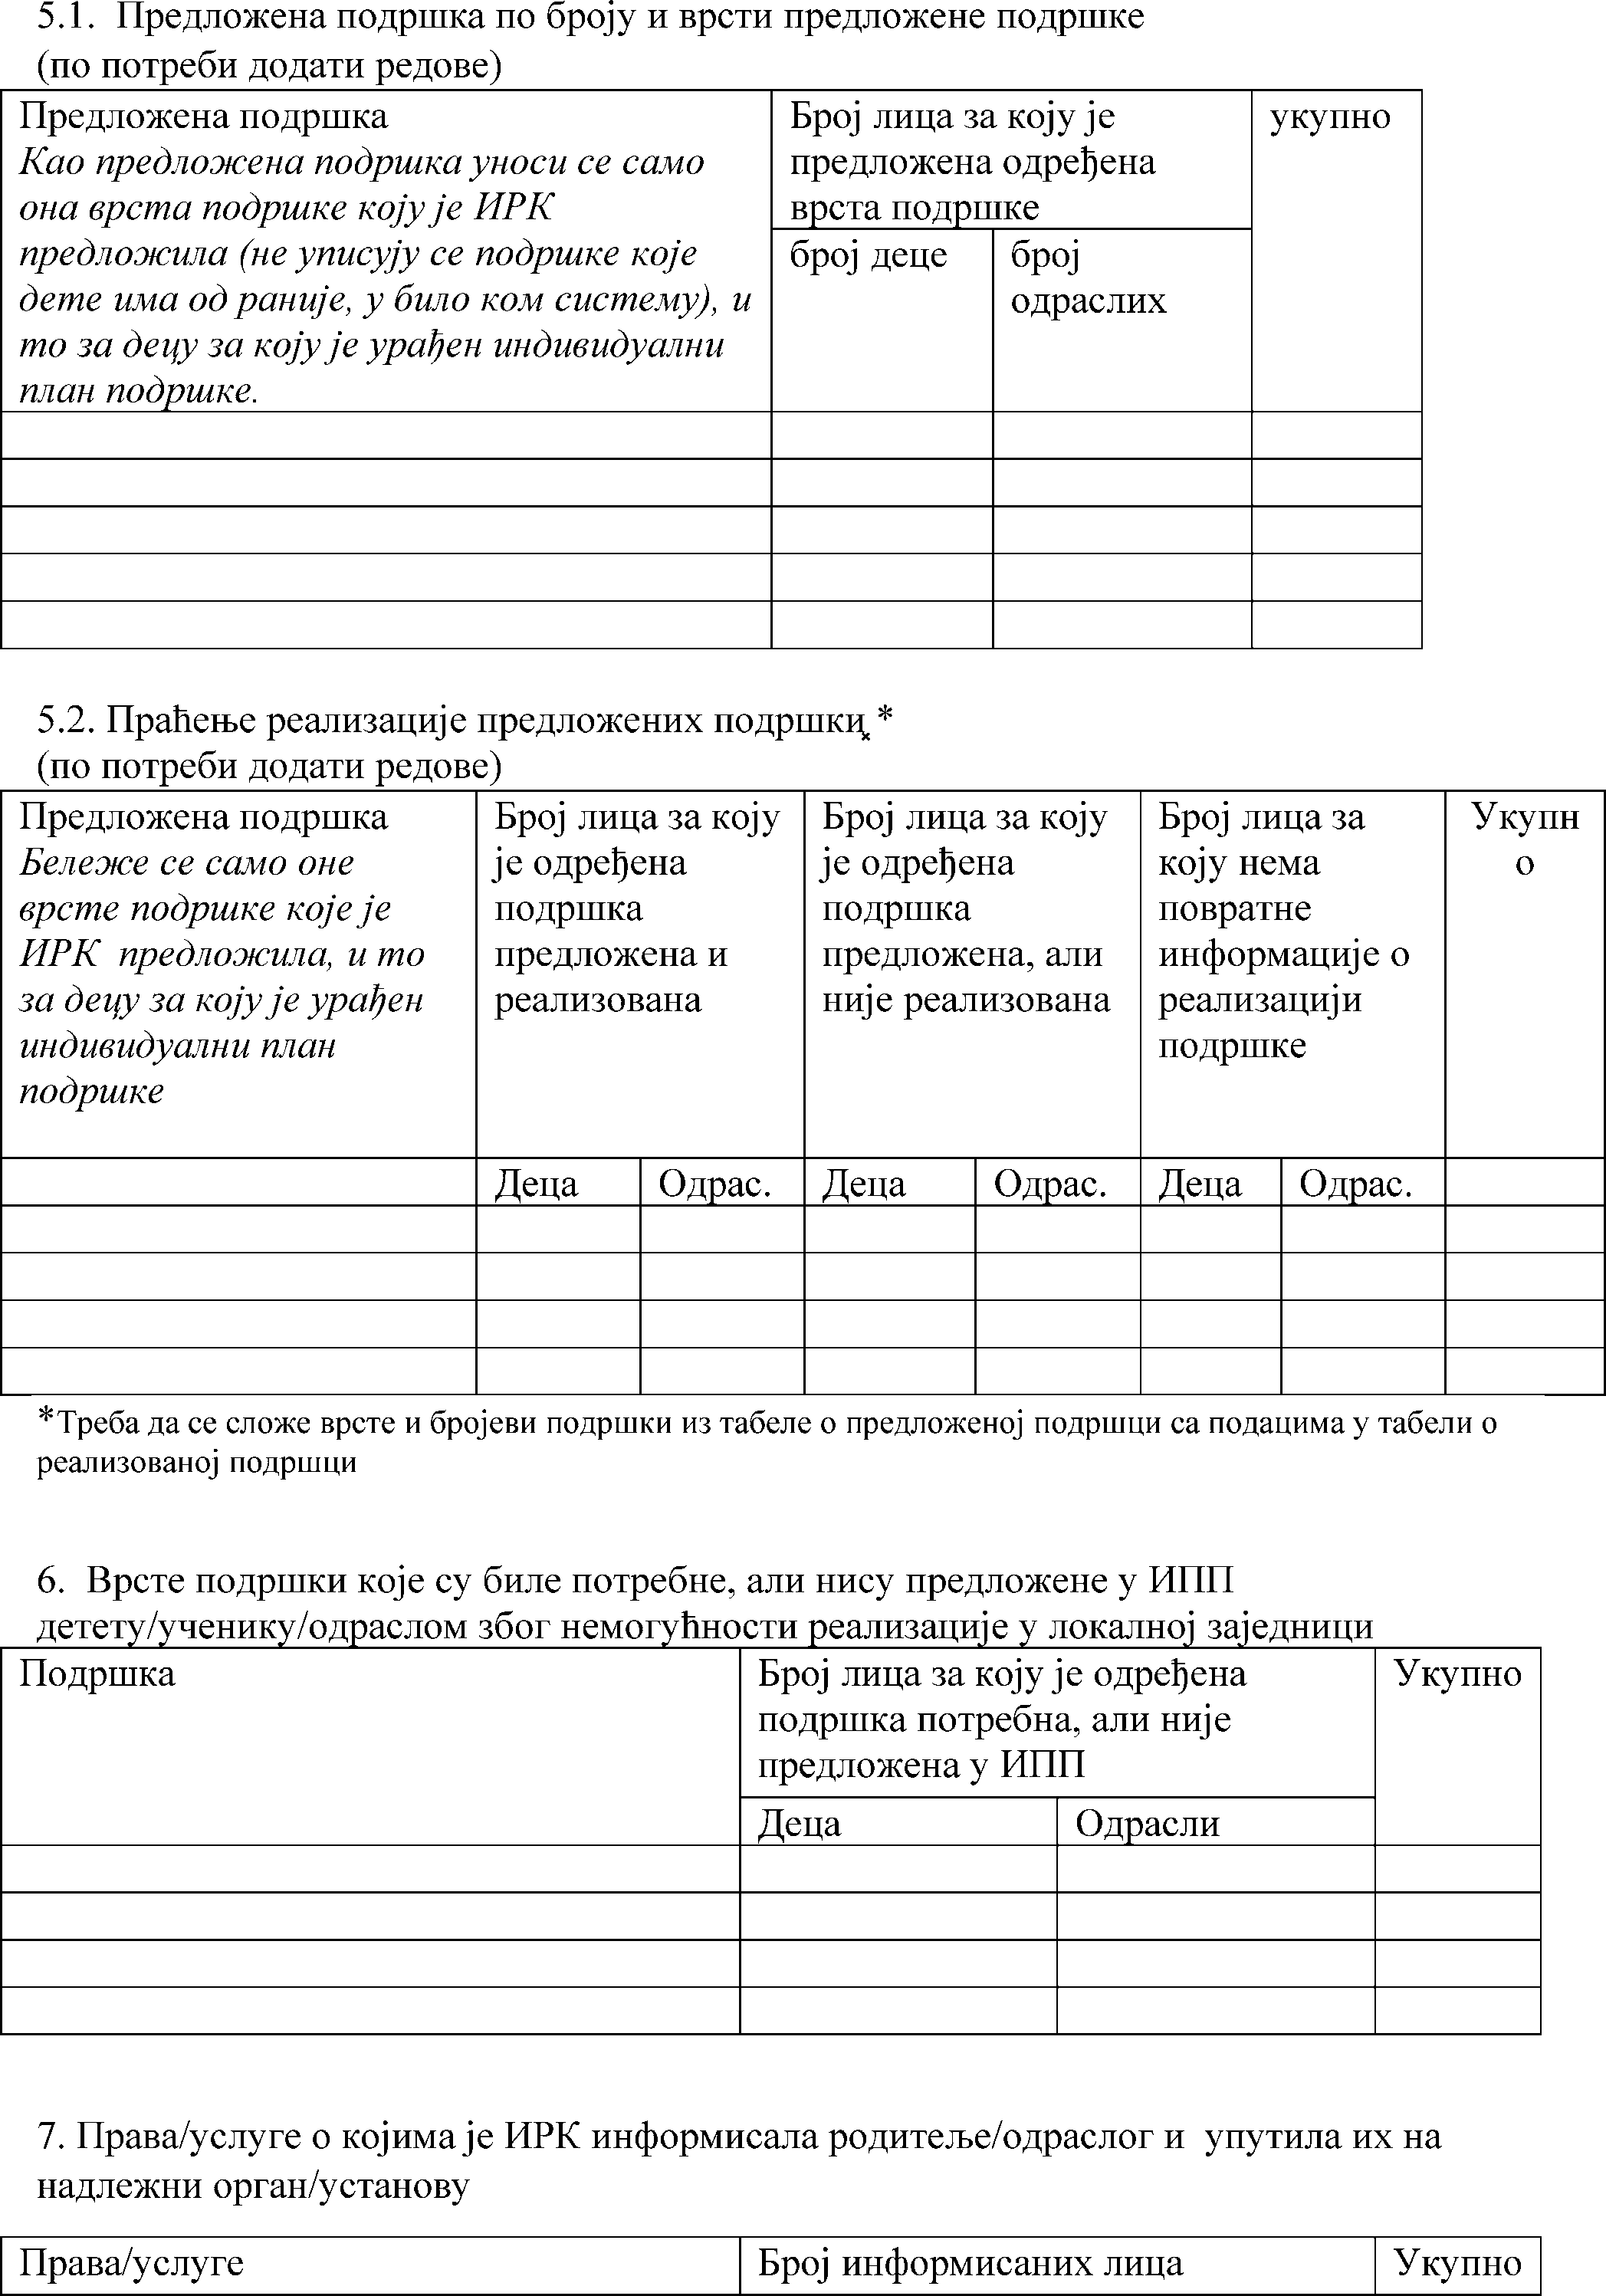 5.1.  Предложена подршка по броју и врсти предложене подршке
(по потреби додати редове)
Предложена подршка
Као предложена подршка уноси се само
она врста подршке коју је ИРК
предложила (не уписују се подршке које
дете има од раније, у било ком систему), и
то за децу за коју је урађен индивидуални
план подршке.
Број лица за коју је
предложена одређена
врста подршке
укупно
број деце
број
одраслих
5.2. Праћење реализације предложених подршки *
(по потреби додати редове)
Предложена подршка
Бележе се само оне
врсте подршке које је
ИРК  предложила, и то
за децу за коју је урађен
индивидуални план
подршке
Број лица за коју
је одређена
подршка
предложена и
реализована
Број лица за коју
је одређена
подршка
предложена, али
није реализована
Број лица за
коју нема
повратне
информације о
реализацији
подршке
Укупн
о
Деца Одрас. Деца Одрас. Деца Одрас.
*Треба да се сложе врсте и бројеви подршки из табеле о предложеној подршци са подацима у табели о
реализованој подршци
6.  Врсте подршки које су биле потребне, али нису предложене у ИПП
детету/ученику/одраслом због немогућности реализације у локалној заједници
Подршка
Број лица за коју је одређена
подршка потребна, али није
предложена у ИПП
Укупно
Деца Одрасли
7. Права/услуге о којима је ИРК информисала родитеље/одраслог и  упутила их на
надлежни орган/установу
Права/услуге Број информисаних лица Укупно